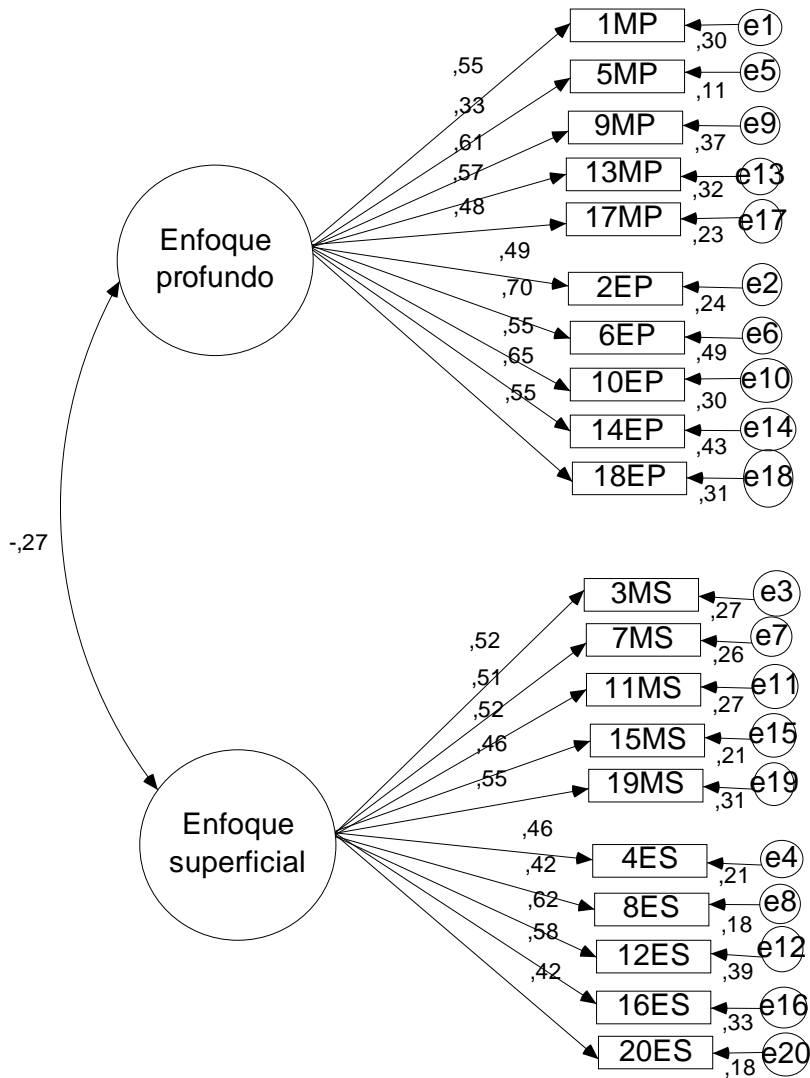 1MP
e1
,30
,55
5MP
e5
,11
,33
9MP
e9
,37
,61
13MP
e13
,32
,57
17MP
e17
,23
,48
Enfoque
profundo
2EP
e2
,24
,49
6EP
e6
,49
,70
10EP
e10
,30
,55
14EP
e14
,43
,65
18EP
e18
,31
,55
-,27
3MS
e3
,27
,52
7MS
e7
,26
,51
11MS
e11
,27
,52
15MS
e15
,21
,46
19MS
e19
,31
,55
Enfoque
superficial
4ES
e4
,21
,46
8ES
e8
,18
,42
12ES
e12
,39
,62
16ES
e16
,33
,58
20ES
e20
,18
,42